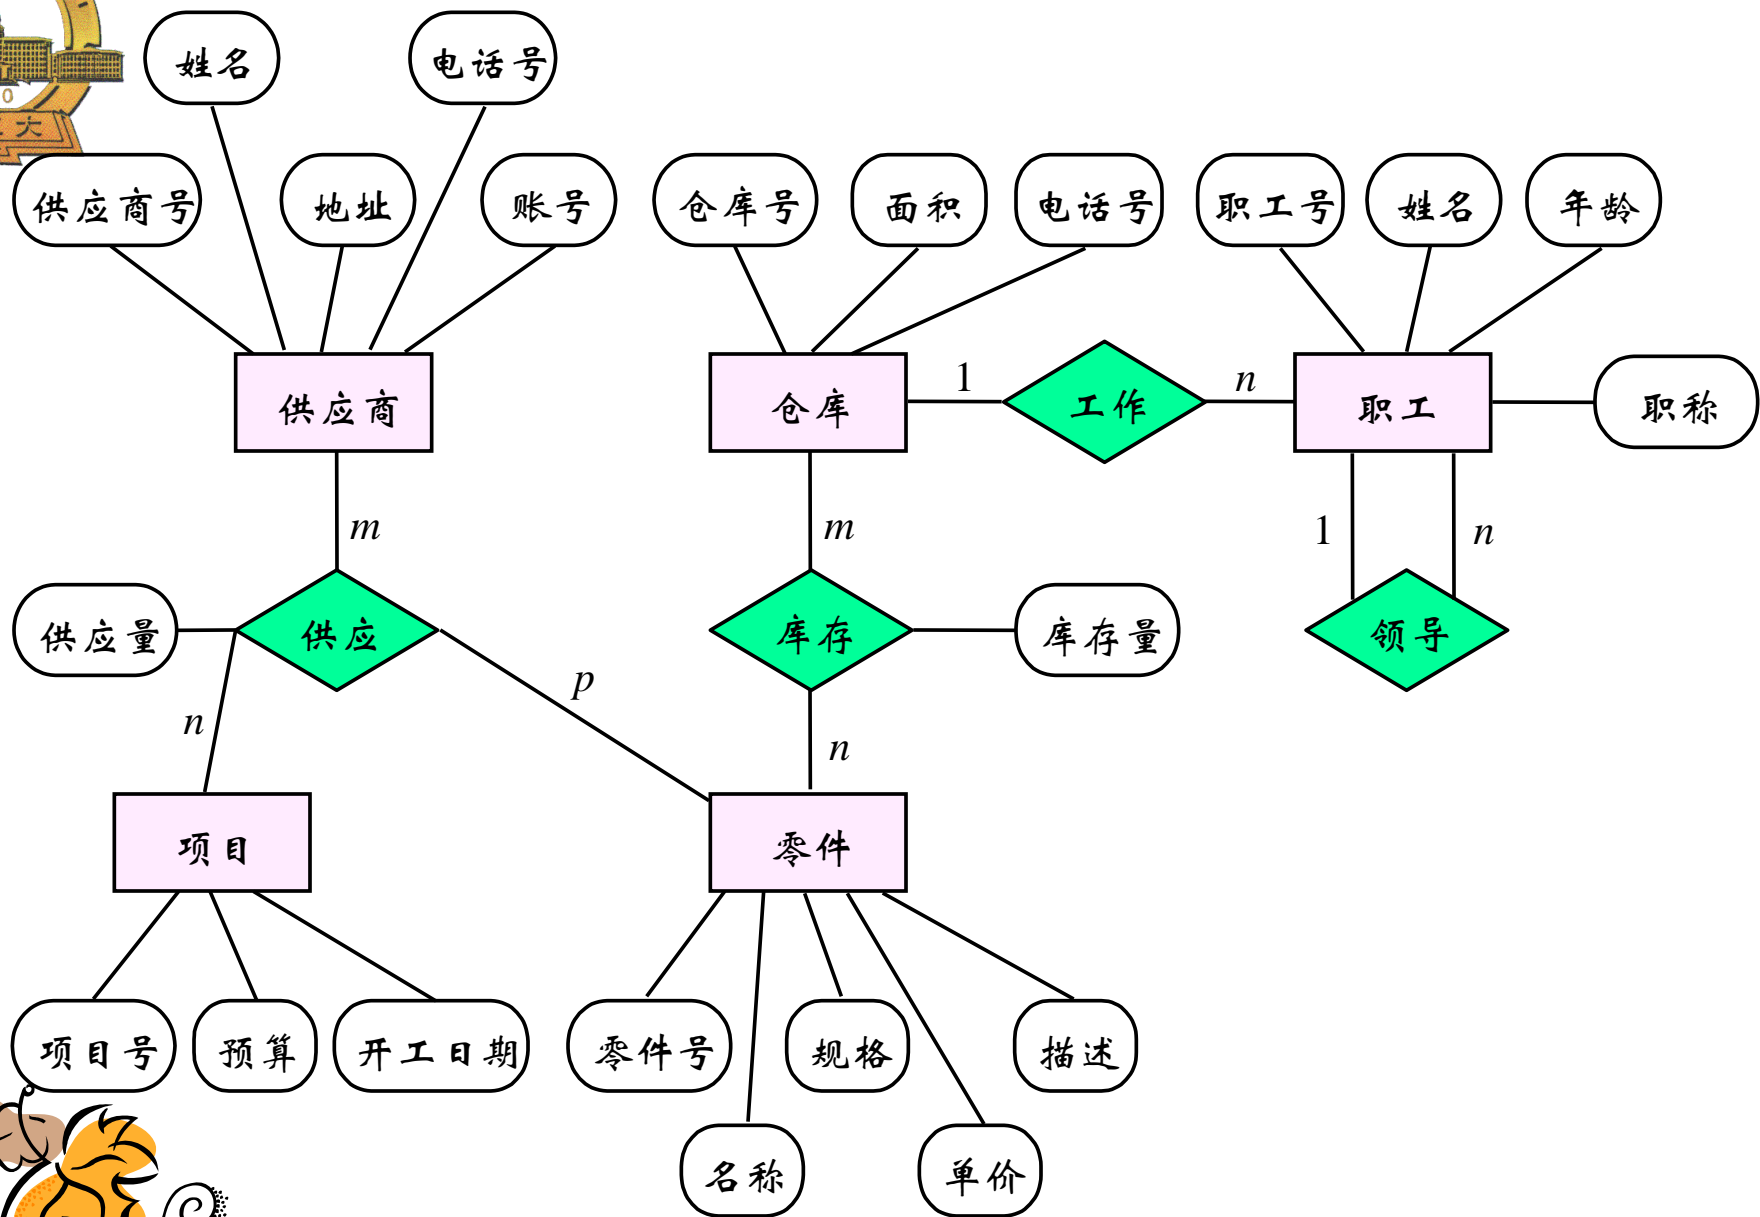 姓名
电话号
大
供应商号
地址
账号
仓库号
面积
电话号
职工号
姓名
年龄
供应商
仓库
1
工作
n
职工
职称
m
m
1
n
供应量
供应
库存
库存量
领导
p
n
n
项目
零件
项目号
预算
开工日期
零件号
规格
描述
名称
单价